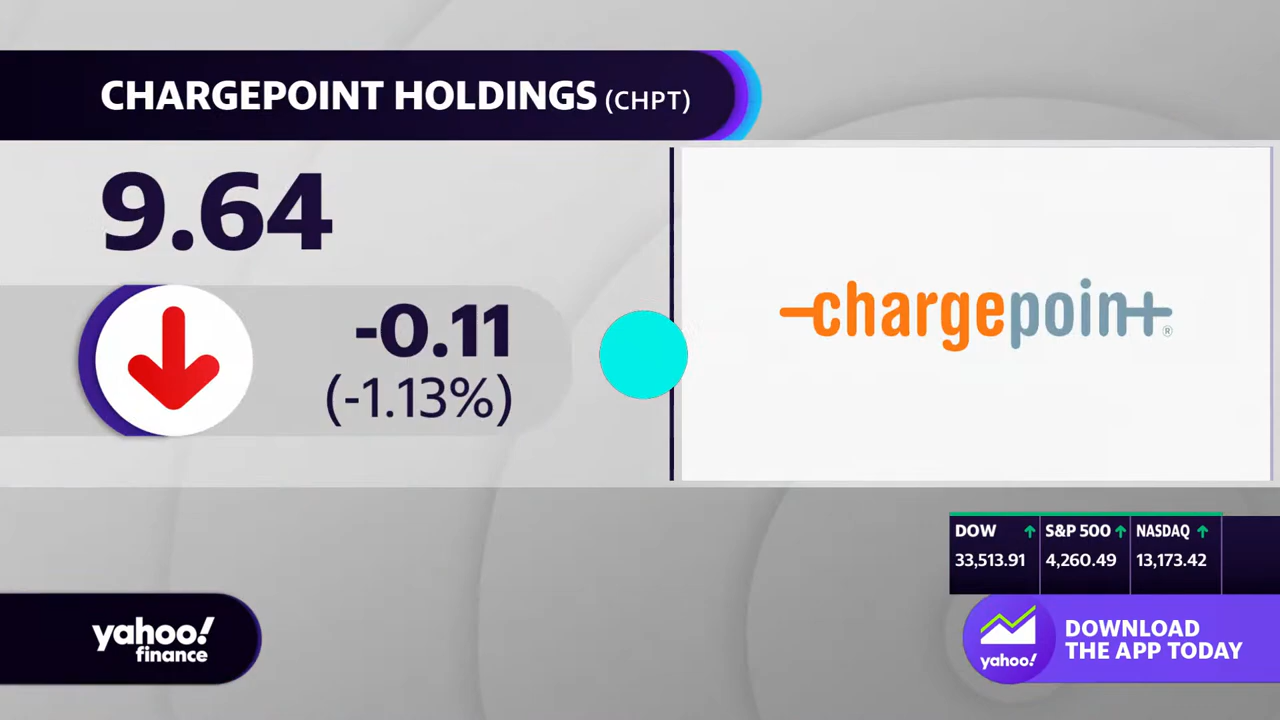 CHARGEPOINT HOLDINGS (CHPT)
9.64
-0.11
(-1.13%)
chargepoint®
DOW S&P 500 NASDAQ
33,513.91 4,260.49 13,173.42
yahoo!
finance
yahoo!
DOWNLOAD
THE APP TODAY